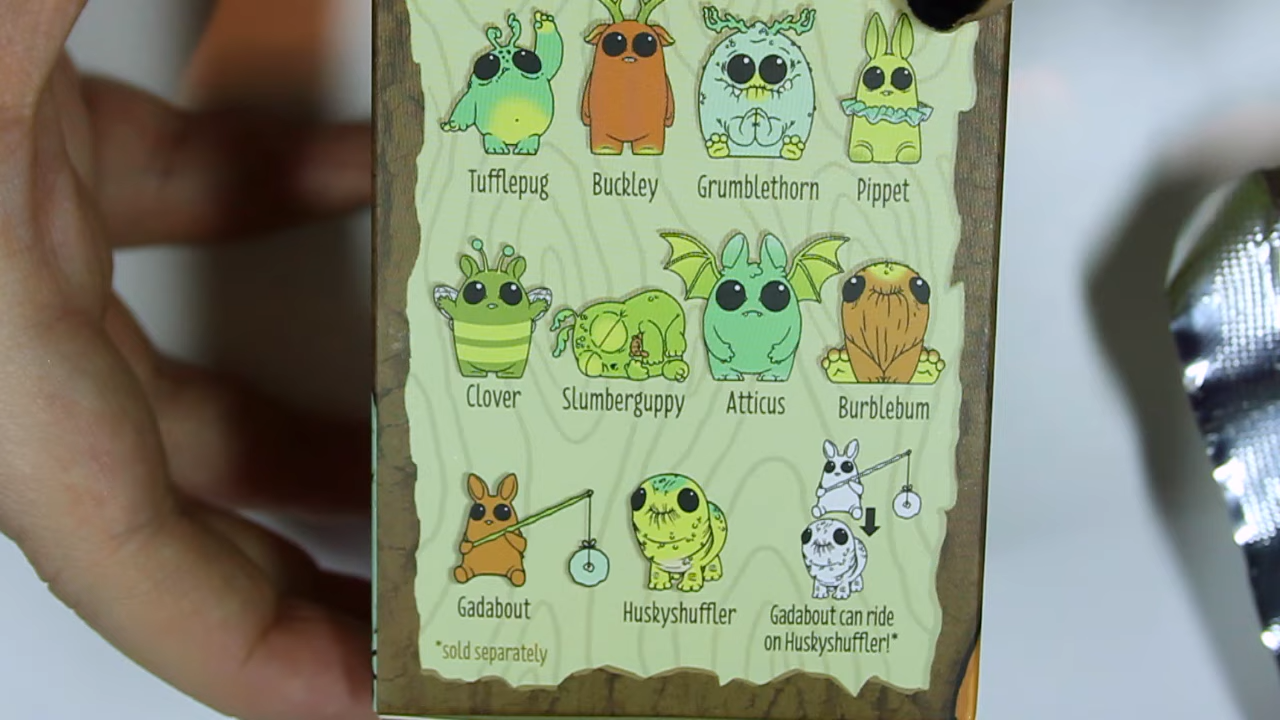 Tufflepug
Buckley
Grumblethorn
Pippet
Clover
Slumberguppy
Atticus
Burblebum
Gadabout
Huskyshuffler
Gadabout can ride
on Huskyshuffler!*
*sold separately